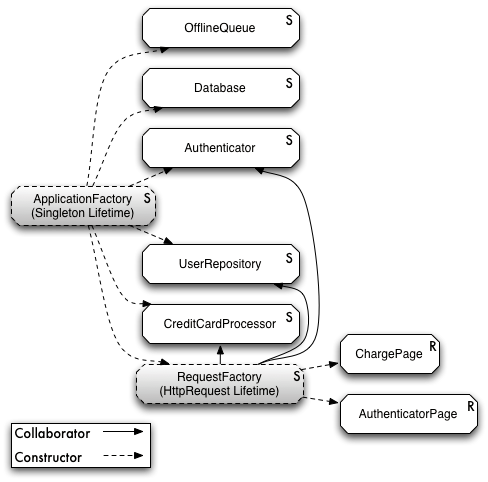 OfflineQueue S
Database S
Authenticator S
ApplicationFactory S
(Singleton Lifetime)
UserRepository S
CreditCardProcessor S
ChargePage R
RequestFactory S
(HttpRequest Lifetime)
AuthenticatorPage R
Collaborator
Constructor